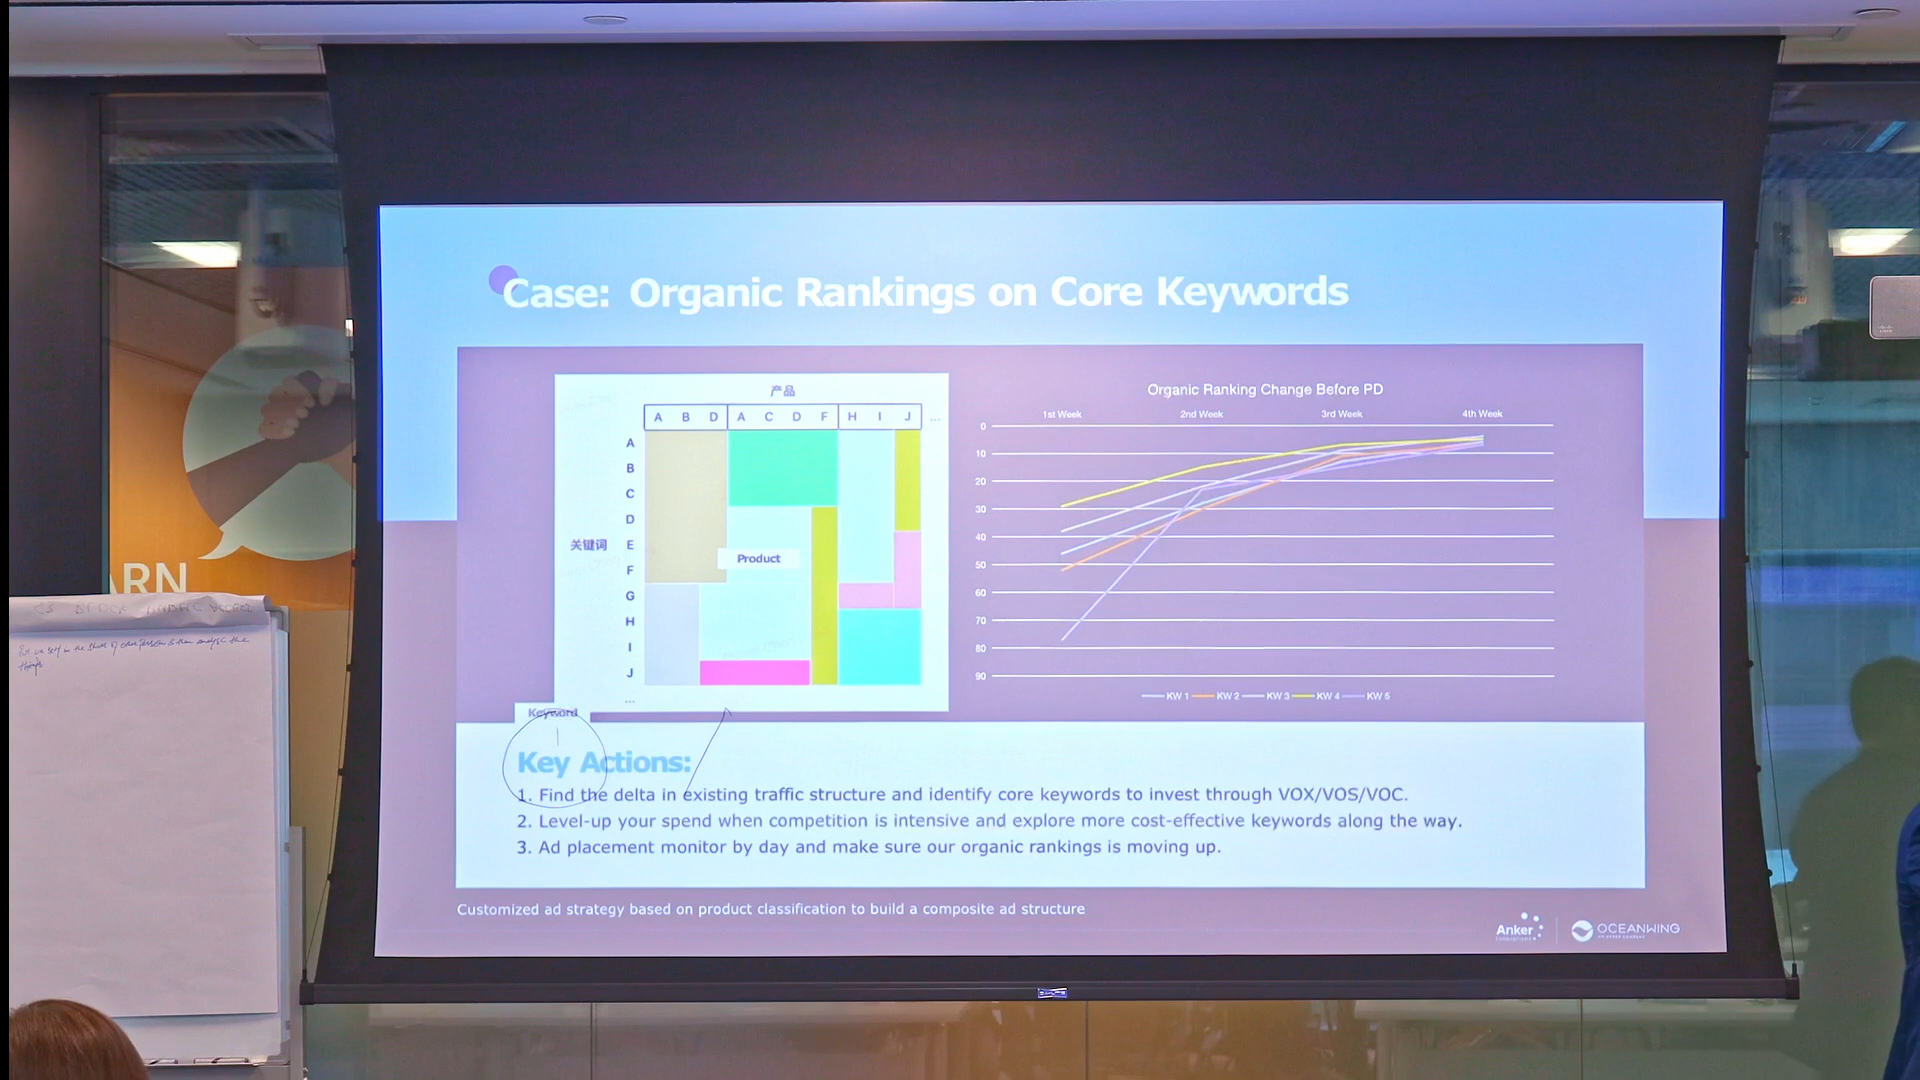 Case: Organic Rankings on Core Keywords
产品
A B D A C D F H I J ...
A
B
C
D
关键词 E
F
G
H
I
J
...
Product
Keyword
Organic Ranking Change Before PD
1st Week 2nd Week 3rd Week 4th Week
0
10
20
30
40
50
60
70
80
90
KW 1 KW 2 KW 3 KW 4 KW 5
Key Actions:
1. Find the delta in existing traffic structure and identify core keywords to invest through VOX/VOS/VOC.
2. Level-up your spend when competition is intensive and explore more cost-effective keywords along the way.
3. Ad placement monitor by day and make sure our organic rankings is moving up.
Customized ad strategy based on product classification to build a composite ad structure
Anker
OCEANWING
ARN